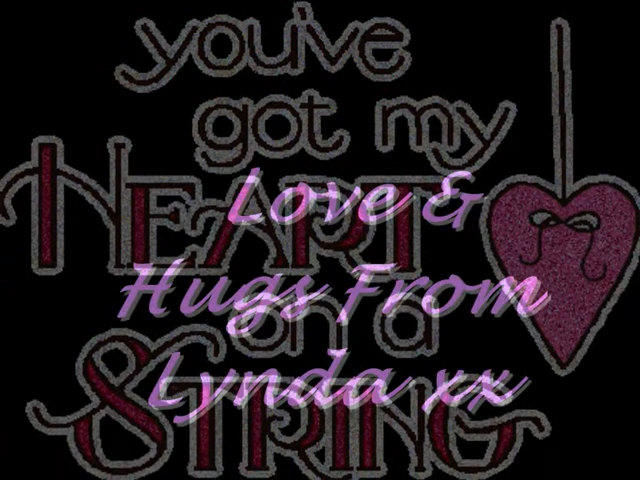 you've
got my
HEART
on a
STRING
Love &
Hugs From
Lynda xx